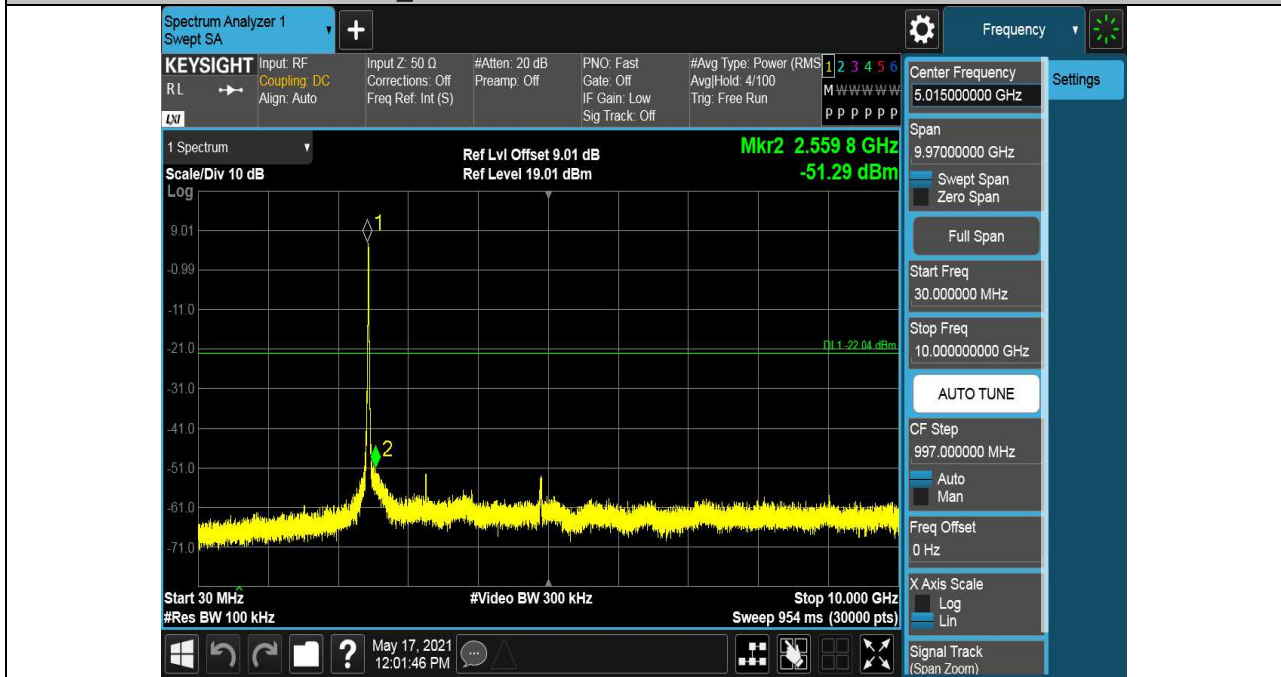 Spectrum Analyzer 1
Swept SA
+
Frequency
KEYSIGHT
RL
LXI
Input: RF
Coupling: DC
Align: Auto
Input Z: 50 Ω
Corrections: Off
Freq Ref: Int (S)
#Atten: 20 dB
Preamp: Off
PNO: Fast
Gate: Off
IF Gain: Low
Sig Track: Off
#Avg Type: Power (RMS
Avg|Hold: 4/100
Trig: Free Run
1 2 3 4 5 6
M W W W W W
P P P P P P
1 Spectrum
Scale/Div 10 dB
Ref Lvl Offset 9.01 dB
Ref Level 19.01 dBm
Mkr2 2.559 8 GHz
-51.29 dBm
Log
9.01
-0.99
-11.0
-21.0
-31.0
-41.0
-51.0
-61.0
-71.0
1
2
DL1 -22.04 dBm
Start 30 MHz
#Res BW 100 kHz
#Video BW 300 kHz
Stop 10.000 GHz
Sweep 954 ms (30000 pts)
May 17, 2021
12:01:46 PM
Center Frequency
5.015000000 GHz
Settings
Span
9.97000000 GHz
Swept Span
Zero Span
Full Span
Start Freq
30.000000 MHz
Stop Freq
10.000000000 GHz
AUTO TUNE
CF Step
997.000000 MHz
Auto
Man
Freq Offset
0 Hz
X Axis Scale
Log
Lin
Signal Track
(Span Zoom)